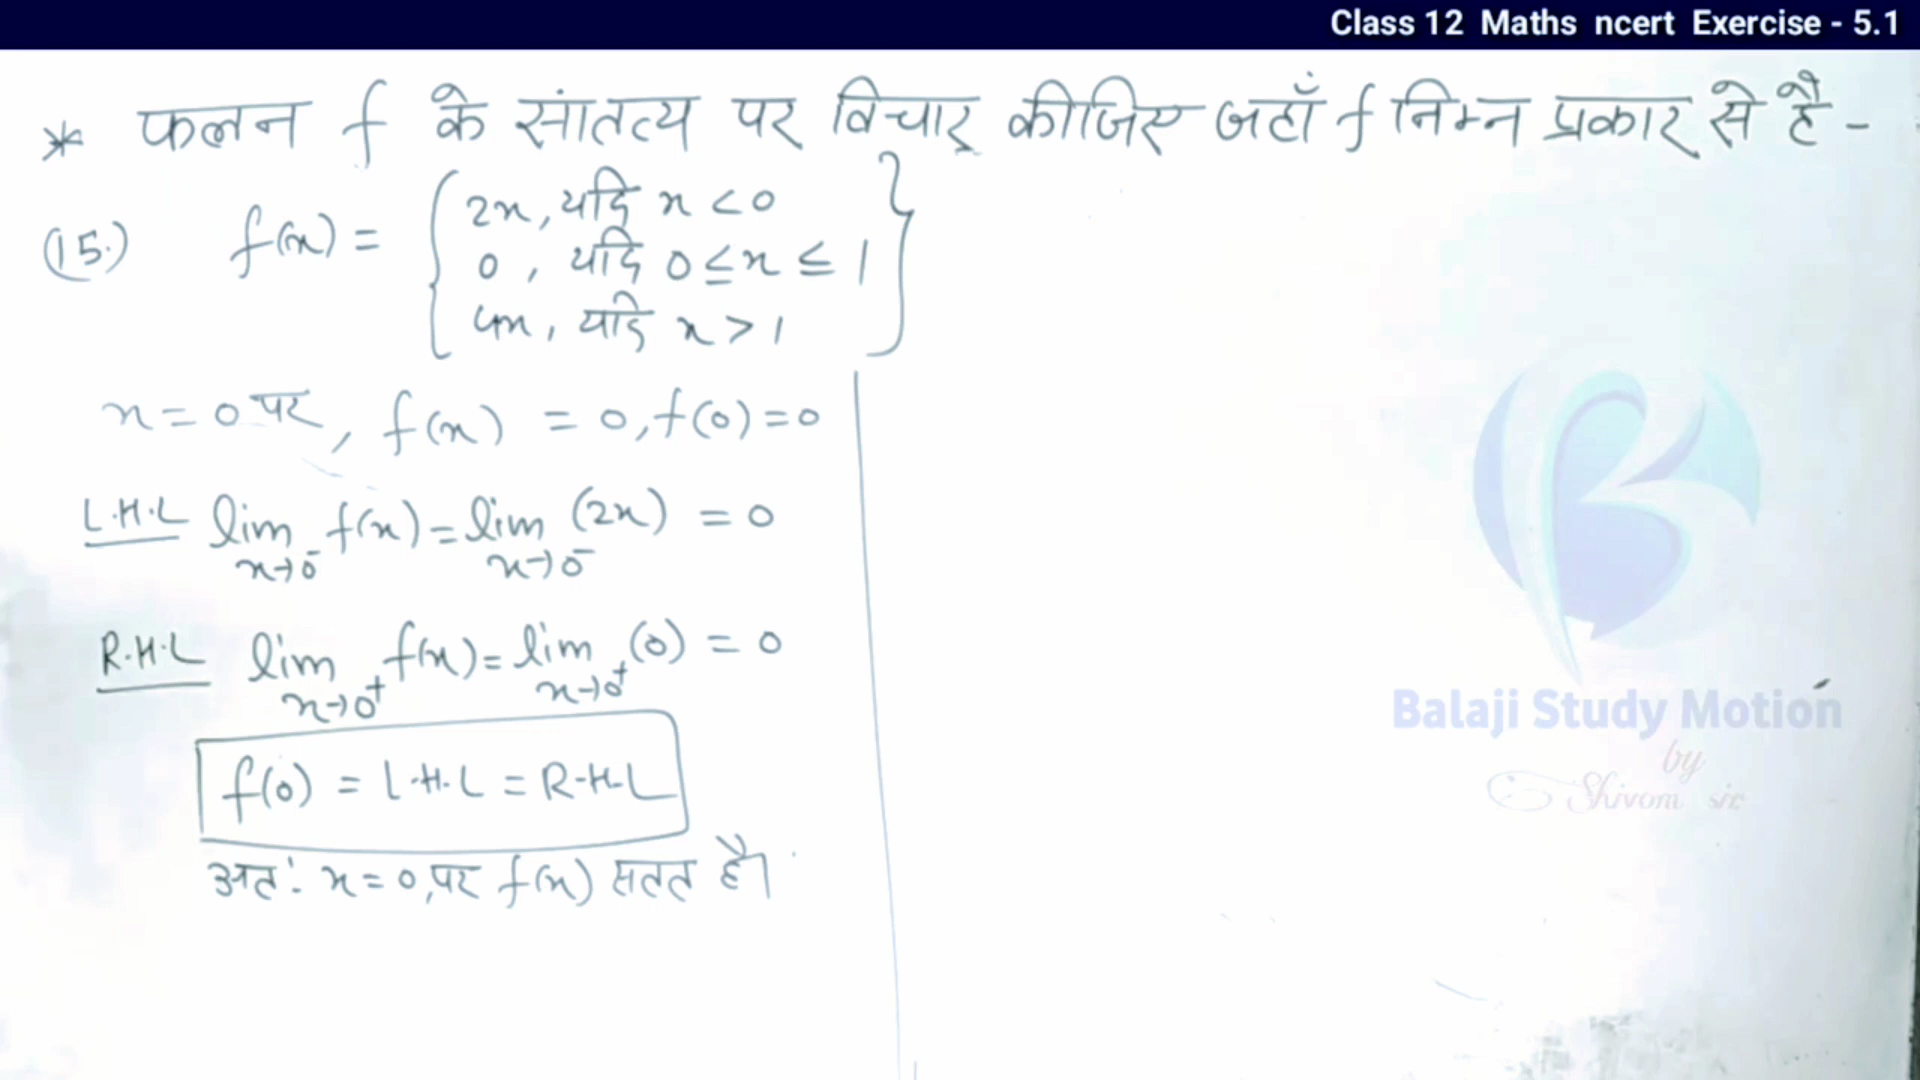 Class 12 Maths ncert Exercise - 5.1
* फलन f के सांतत्य पर विचार कीजिए जहाँ f निम्न प्रकार से है -
(15.) f(x) = { 2x, यदि x < 0
0, यदि 0 ≤ x ≤ 1
4x, यदि x > 1 }
x = 0 पर, f(x) = 0, f(0) = 0
L.H.L lim x→0⁻ f(x) = lim x→0⁻ (2x) = 0
R.H.L lim x→0⁺ f(x) = lim x→0⁺ (0) = 0
f(0) = L.H.L = R.H.L
अत: x = 0, पर f(x) सतत है।
Balaji Study Motion
by
Shivom sir